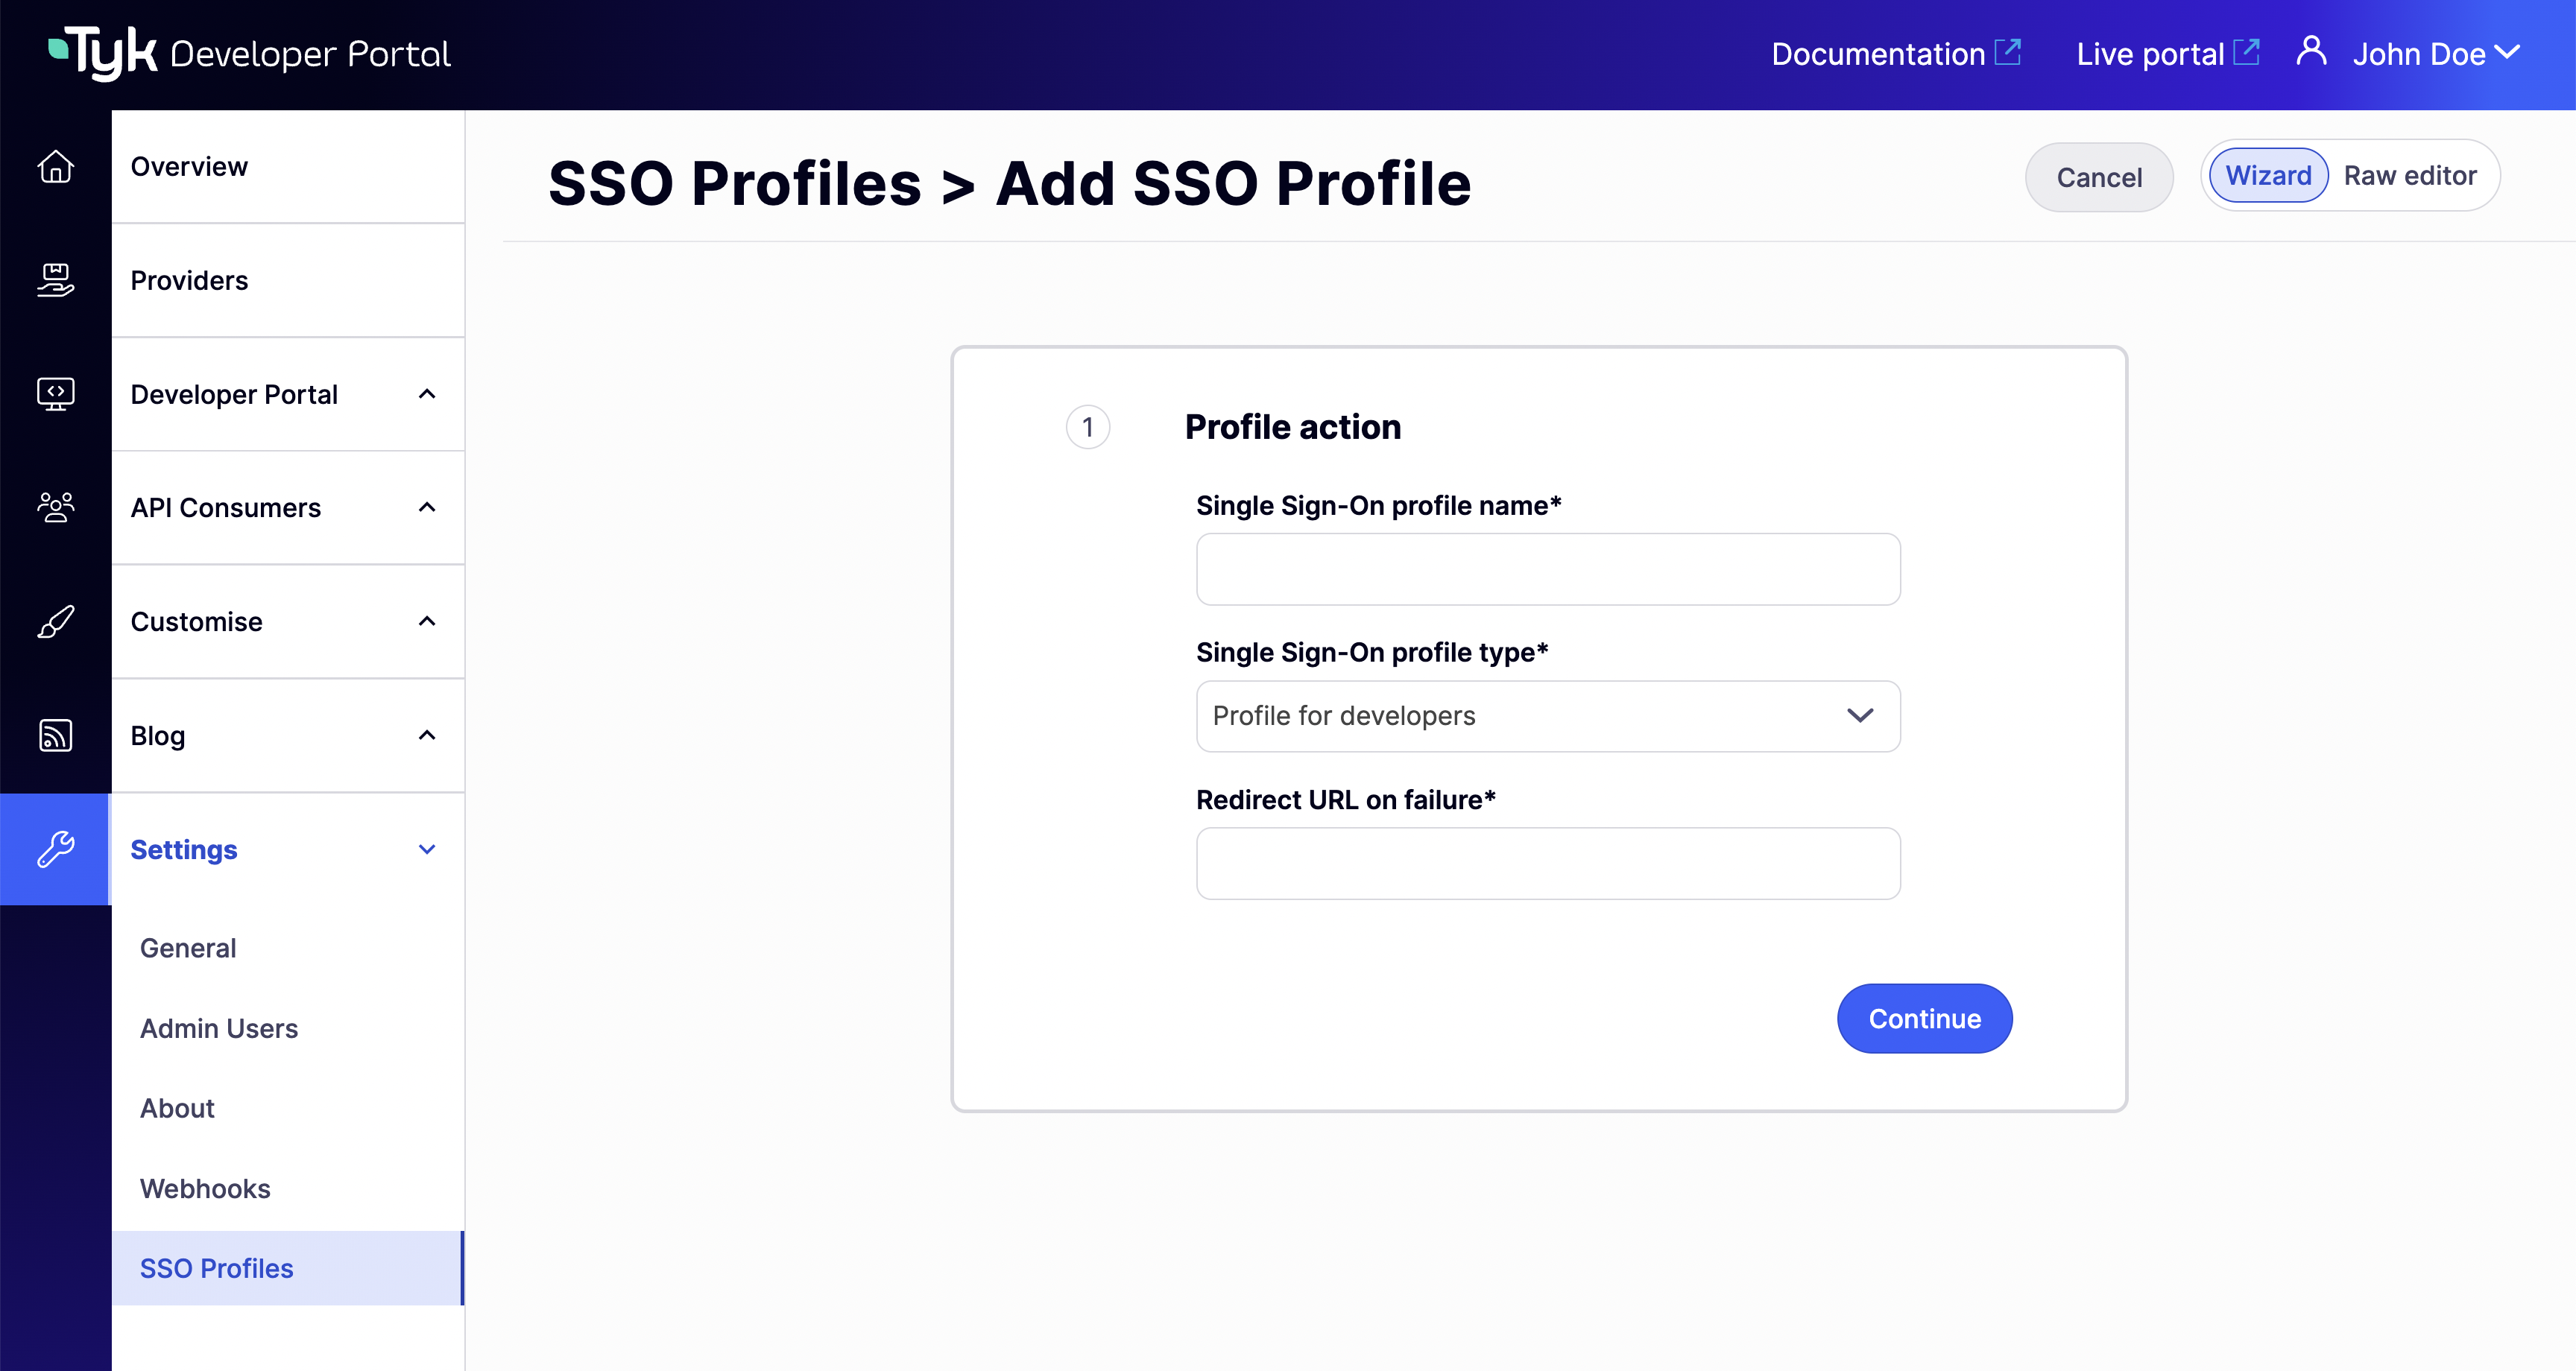 Tyk Developer Portal
Documentation
Live portal
John Doe
Overview
Providers
Developer Portal
API Consumers
Customise
Blog
Settings
General
Admin Users
About
Webhooks
SSO Profiles
SSO Profiles > Add SSO Profile
Cancel
Wizard
Raw editor
1
Profile action
Single Sign-On profile name*
Single Sign-On profile type*
Profile for developers
Redirect URL on failure*
Continue